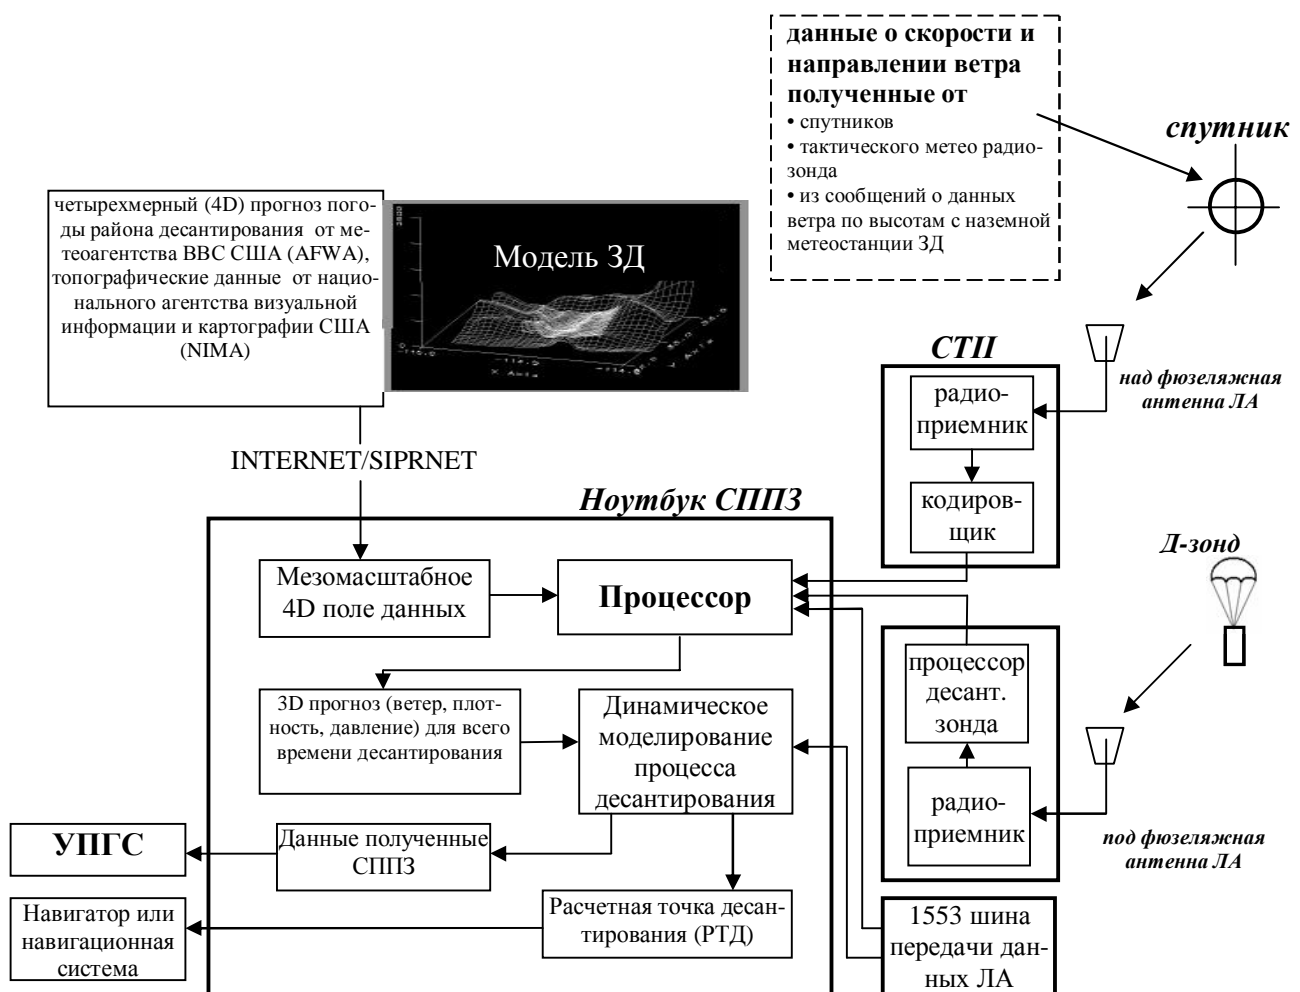 данные о скорости и
направлении ветра
полученные от
• спутников
• тактического метео радио-
зонда
• из сообщений о данных
ветра по высотам с наземной
метеостанции ЗД
спутник
четырехмерный (4D) прогноз пого-
ды района десантирования от ме-
теоагентства ВВС США (AFWA),
топографические данные от нацио-
нального агентства визуальной
информации и картографии США
(NIMA)
Модель ЗД
X Axis
СТІІ
над фюзеляжная
антенна ЛА
радио-
приемник
кодиров-
щик
INTERNET/SIPRNET
Ноутбук СППЗ
Мезомасштабное
4D поле данных
Процессор
Д-зонд
3D прогноз (ветер, плот-
ность, давление) для всего
времени десантирования
Динамическое
моделирование
процесса
десантирования
процессор
десант.
зонда
радио-
приемник
под фюзеляжная
антенна ЛА
УПГС
Данные полученные
СППЗ
Навигатор или
навигационная
система
Расчетная точка десан-
тирования (РТД)
1553 шина
передачи дан-
ных ЛА